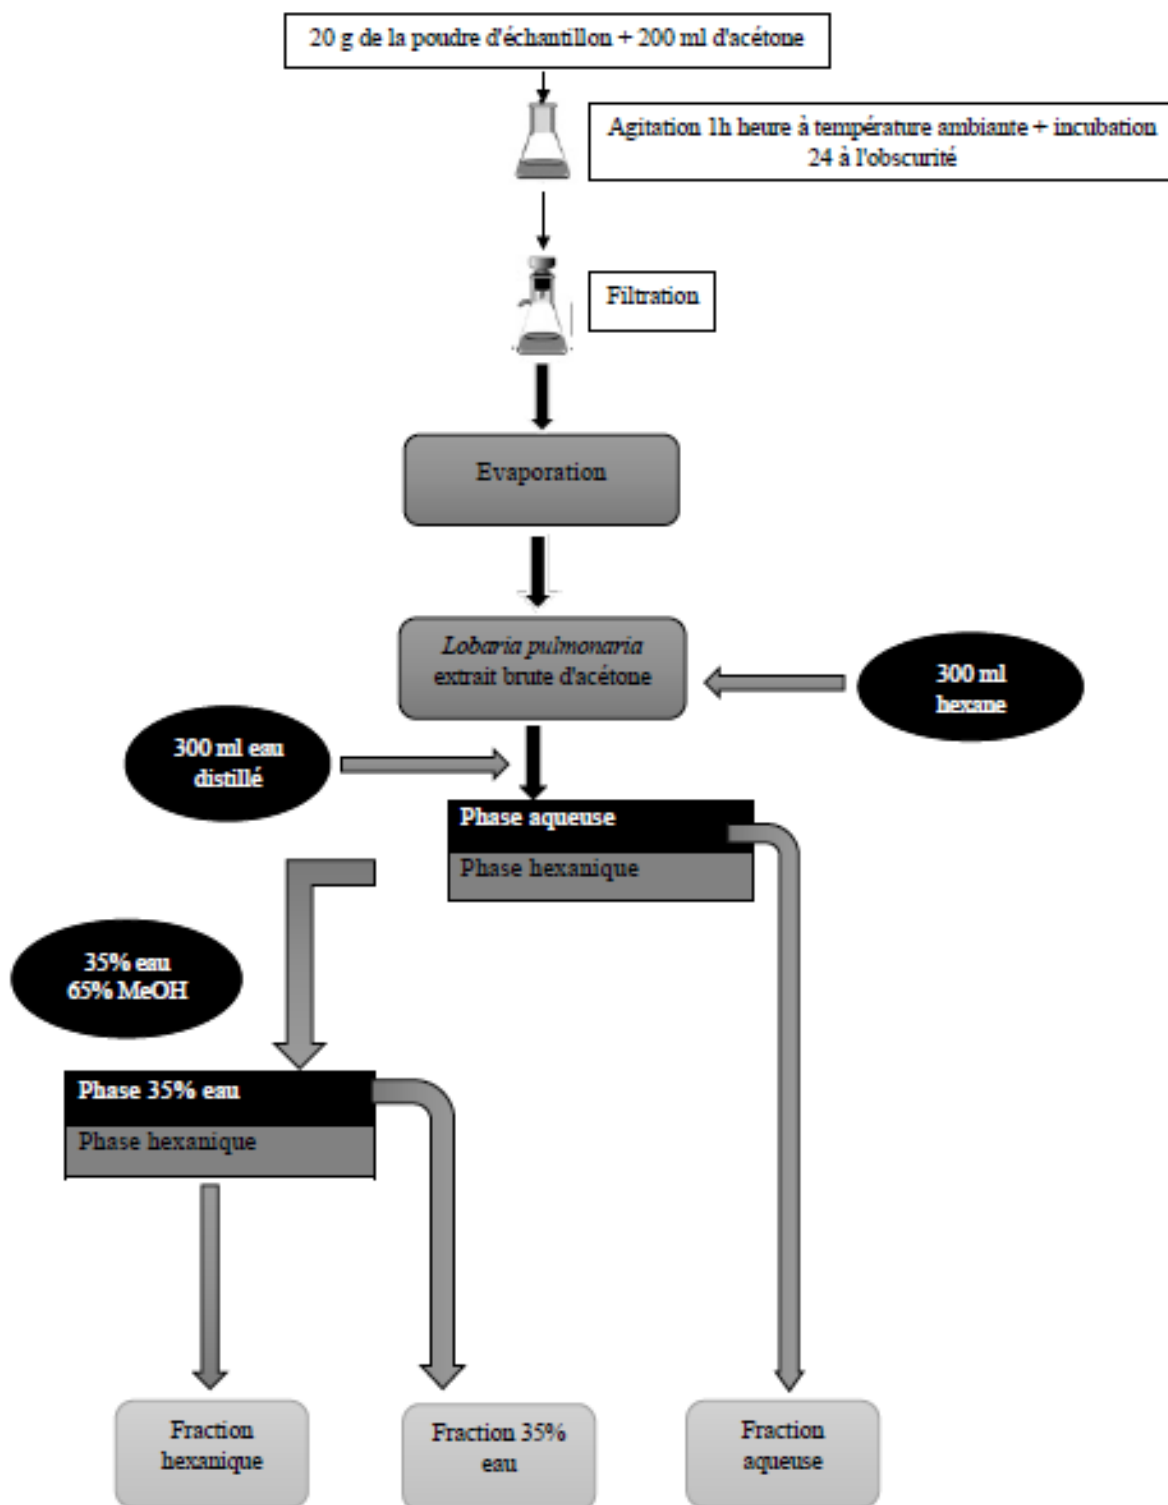 20 g de la poudre d'échantillon + 200 ml d'acétone
Agitation 1h heure à température ambiante + incubation
24 à l'obscurité
Filtration
Evaporation
Lobaria pulmonaria
extrait brute d'acétone
300 ml
hexane
300 ml eau
distillé
Phase aqueuse
Phase hexanique
35% eau
65% MeOH
Phase 35% eau
Phase hexanique
Fraction
hexanique
Fraction 35%
eau
Fraction
aqueuse